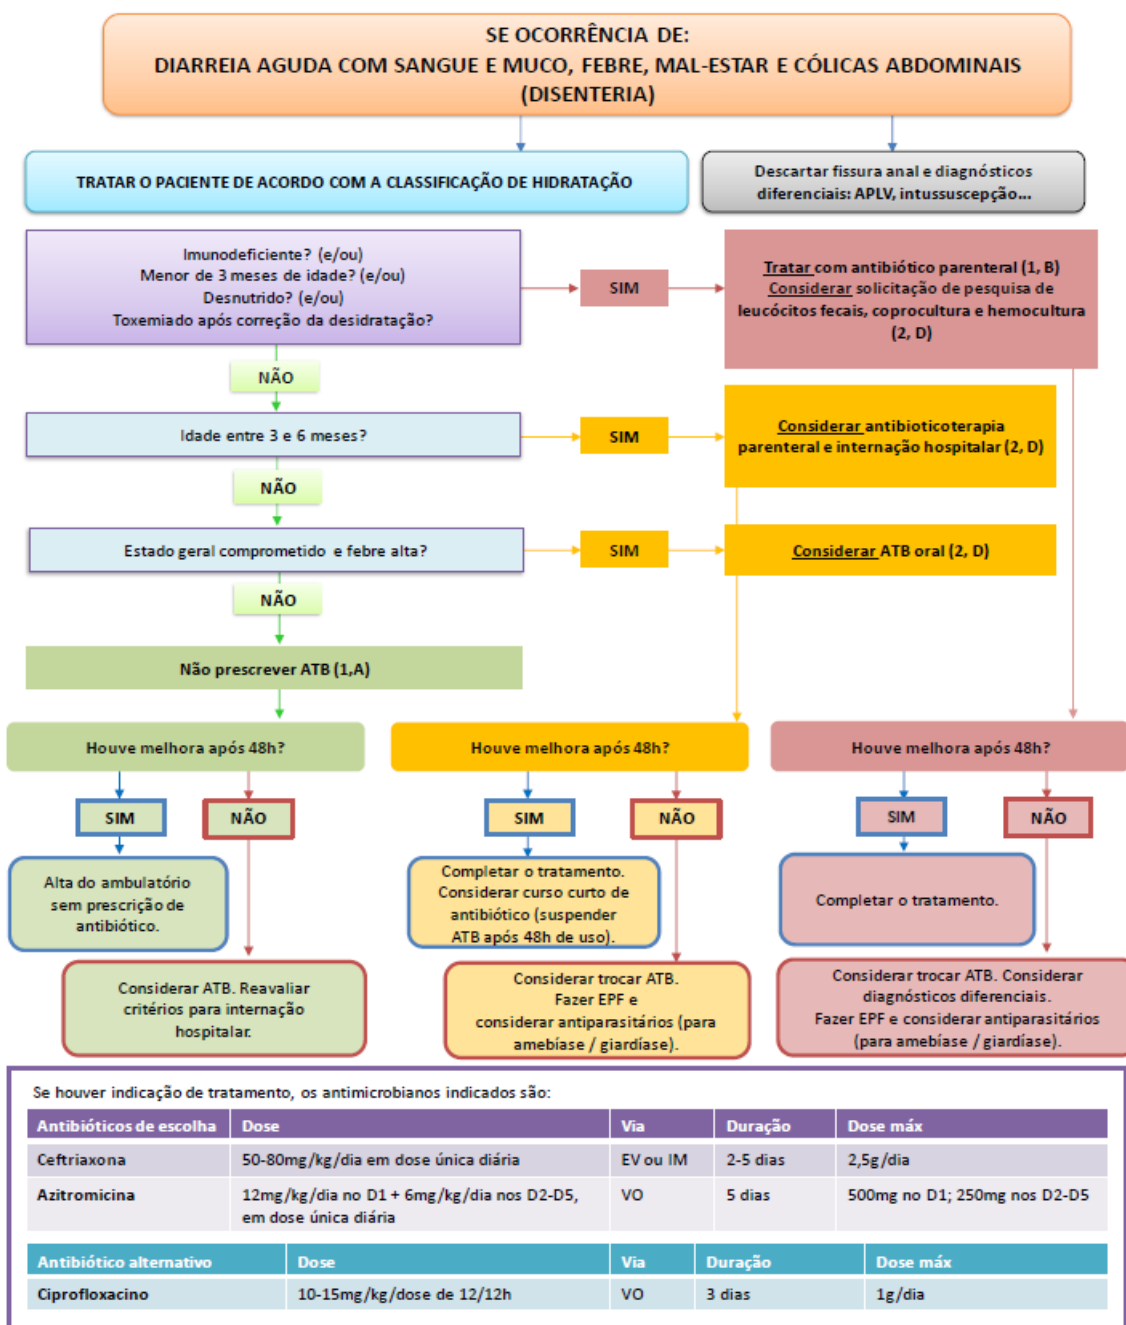 SE OCORRÊNCIA DE:
DIARREIA AGUDA COM SANGUE E MUCO, FEBRE, MAL-ESTAR E CÓLICAS ABDOMINAIS
(DISENTERIA)
TRATAR O PACIENTE DE ACORDO COM A CLASSIFICAÇÃO DE HIDRATAÇÃO
Descartar fissura anal e diagnósticos
diferenciais: APLV, intussuscepção...
Imunodeficiente? (e/ou)
Menor de 3 meses de idade? (e/ou)
Desnutrido? (e/ou)
Toxemiado após correção da desidratação?
SIM
Tratar com antibiótico parenteral (1, B)
Considerar solicitação de pesquisa de
leucócitos fecais, coprocultura e hemocultura
(2, D)
NÃO
Idade entre 3 e 6 meses?
SIM
Considerar antibioticoterapia
parenteral e internação hospitalar (2, D)
NÃO
Estado geral comprometido e febre alta?
SIM
Considerar ATB oral (2, D)
NÃO
Não prescrever ATB (1,A)
Houve melhora após 48h?
SIM
NÃO
Alta do ambulatório
sem prescrição de
antibiótico.
Considerar ATB. Reavaliar
critérios para internação
hospitalar.
Houve melhora após 48h?
SIM
NÃO
Completar o tratamento.
Considerar curso curto de
antibiótico (suspender
ATB após 48h de uso).
Considerar trocar ATB.
Fazer EPF e
considerar antiparasitários (para
amebíase / giardíase).
Houve melhora após 48h?
SIM
NÃO
Completar o tratamento.
Considerar trocar ATB. Considerar
diagnósticos diferenciais.
Fazer EPF e considerar antiparasitários
(para amebíase / giardíase).
Se houver indicação de tratamento, os antimicrobianos indicados são:
Antibióticos de escolha Dose Via Duração Dose máx
Ceftriaxona 50-80mg/kg/dia em dose única diária EV ou IM 2-5 dias 2,5g/dia
Azitromicina 12mg/kg/dia no D1 + 6mg/kg/dia nos D2-D5, VO 5 dias 500mg no D1; 250mg nos D2-D5
em dose única diária
Antibiótico alternativo Dose Via Duração Dose máx
Ciprofloxacino 10-15mg/kg/dose de 12/12h VO 3 dias 1g/dia